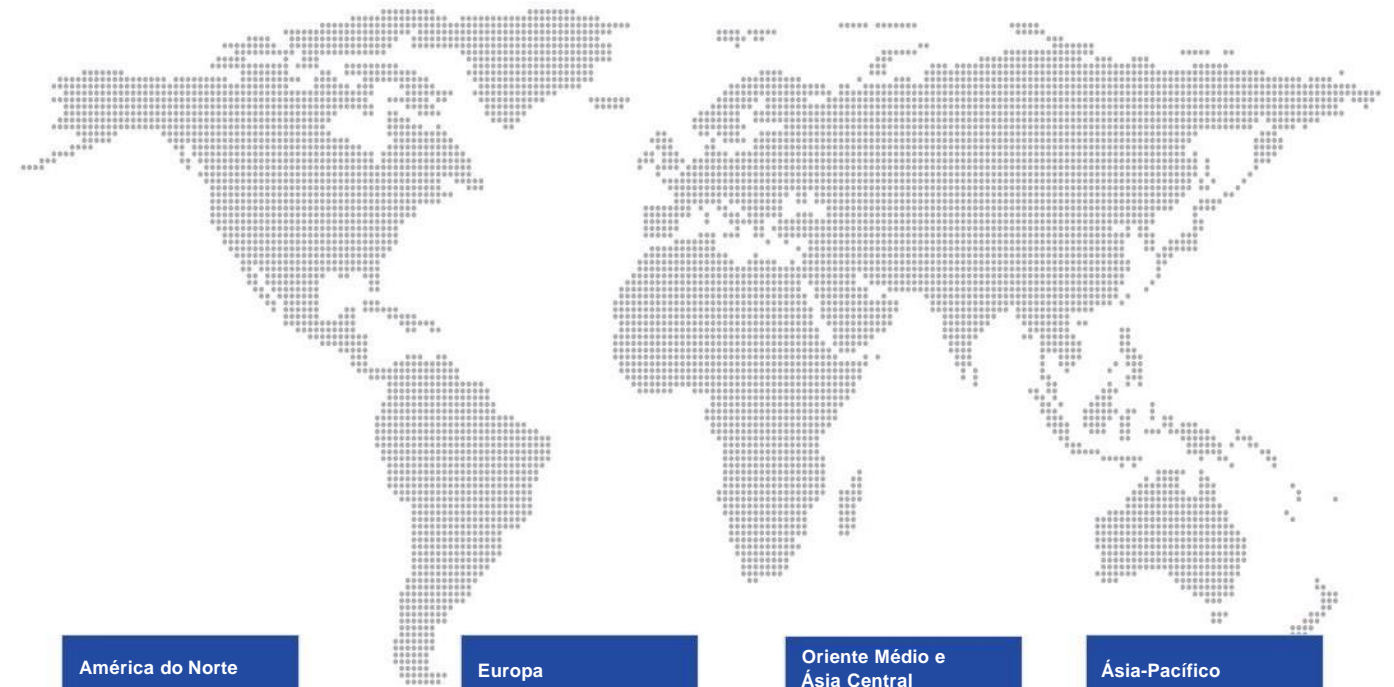 América do Norte
Europa
Oriente Médio e
Ásia Central
Ásia-Pacífico